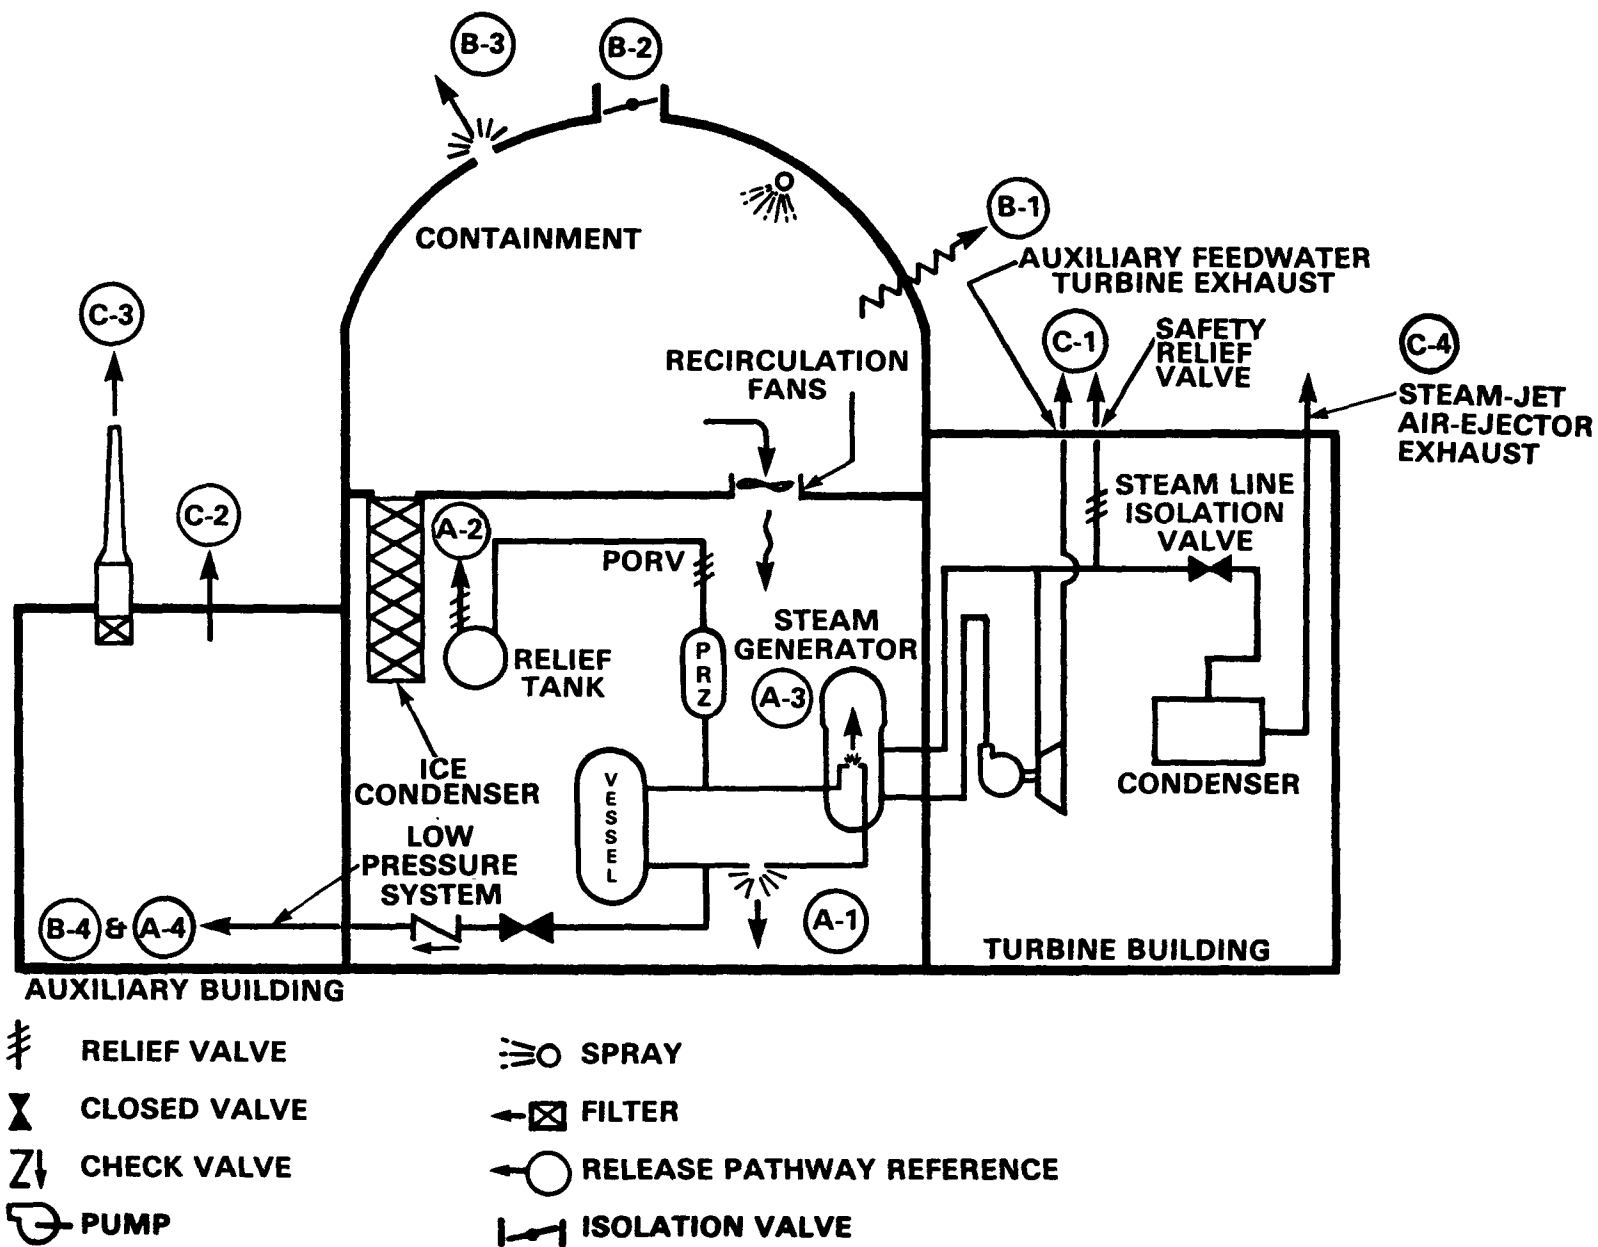 B-3
B-2
CONTAINMENT
B-1
AUXILIARY FEEDWATER
TURBINE EXHAUST
C-3
C-1
SAFETY
RELIEF
VALVE
C-4
STEAM-JET
AIR-EJECTOR
EXHAUST
RECIRCULATION
FANS
C-2
A-2
PORV
STEAM LINE
ISOLATION
VALVE
STEAM
GENERATOR
RELIEF
TANK
PRZ
A-3
ICE
CONDENSER
VESSEL
CONDENSER
LOW
PRESSURE
SYSTEM
B-4 & A-4
A-1
TURBINE BUILDING
AUXILIARY BUILDING
RELIEF VALVE
SPRAY
CLOSED VALVE
FILTER
CHECK VALVE
RELEASE PATHWAY REFERENCE
PUMP
ISOLATION VALVE